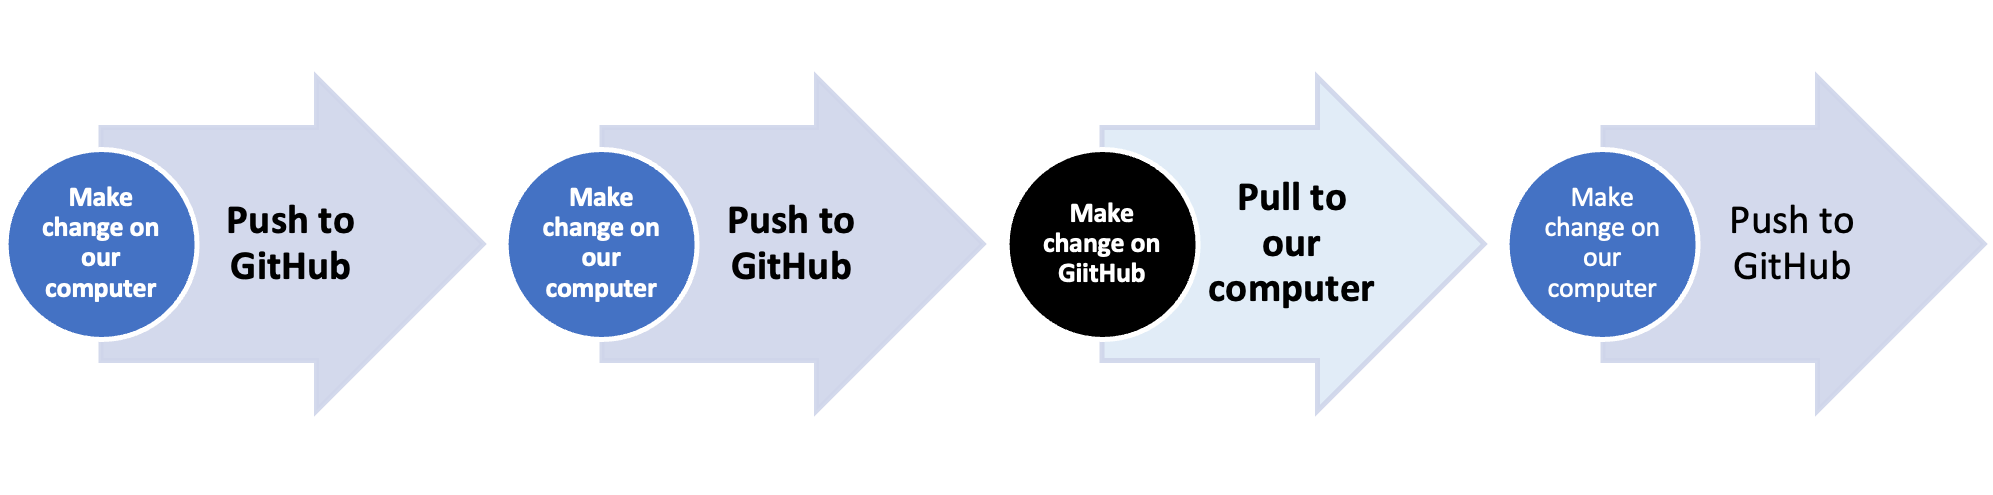 Make
change on
our
computer
Push to
GitHub
Make
change on
our
computer
Push to
GitHub
Make
change on
GiitHub
Pull to
our
computer
Make
change on
our
computer
Push to
GitHub